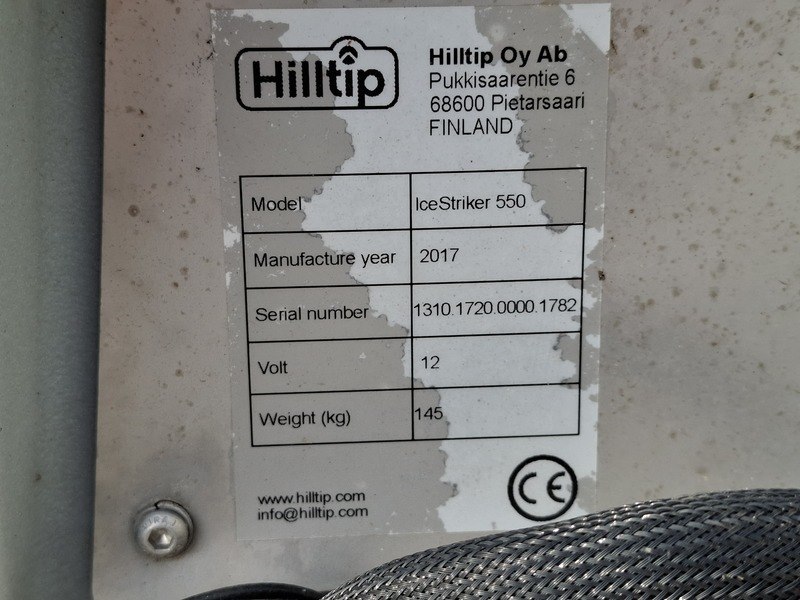 Hilltip
Hilltip Oy Ab
Pukkisaarentie 6
68600 Pietarsaari
FINLAND
Model IceStriker 550
Manufacture year 2017
Serial number 1310.1720.0000.1782
Volt 12
Weight (kg) 145
www.hilltip.com
info@hilltip.com
CE